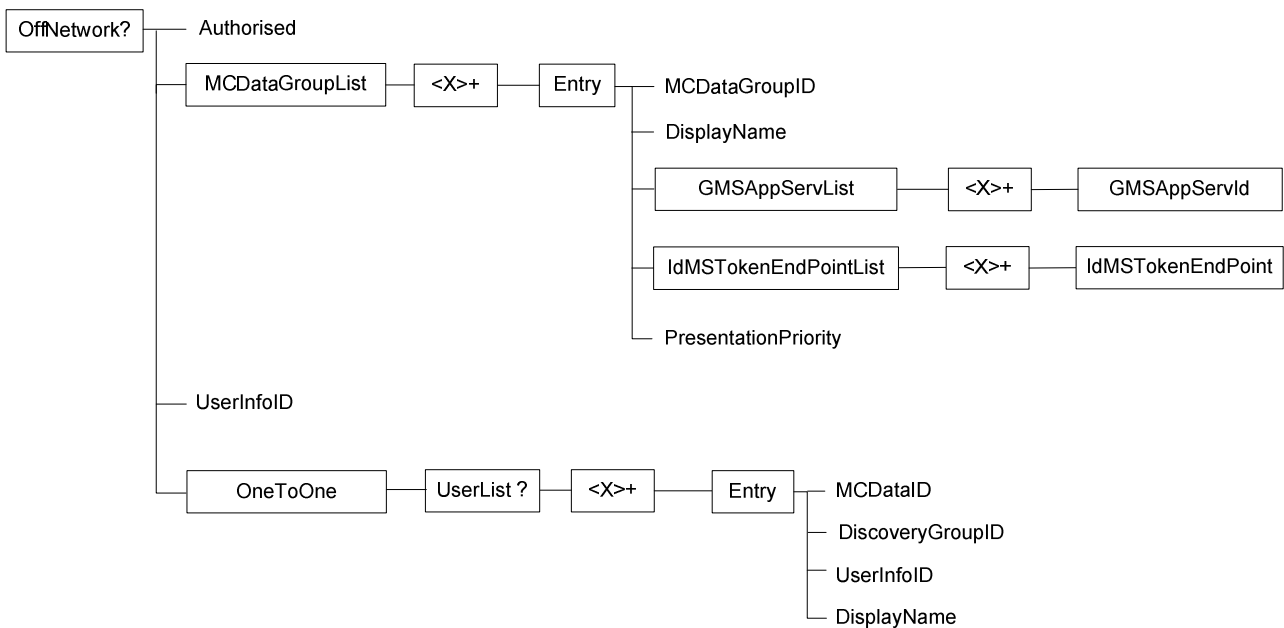 OffNetwork?
Authorised
MCDataGroupList
<X>+
Entry
MCDataGroupID
DisplayName
GMSAppServList
<X>+
GMSAppServId
IdMSTokenEndPointList
<X>+
IdMSTokenEndPoint
PresentationPriority
UserInfoID
OneToOne
UserList ?
<X>+
Entry
MCDataID
DiscoveryGroupID
UserInfoID
DisplayName